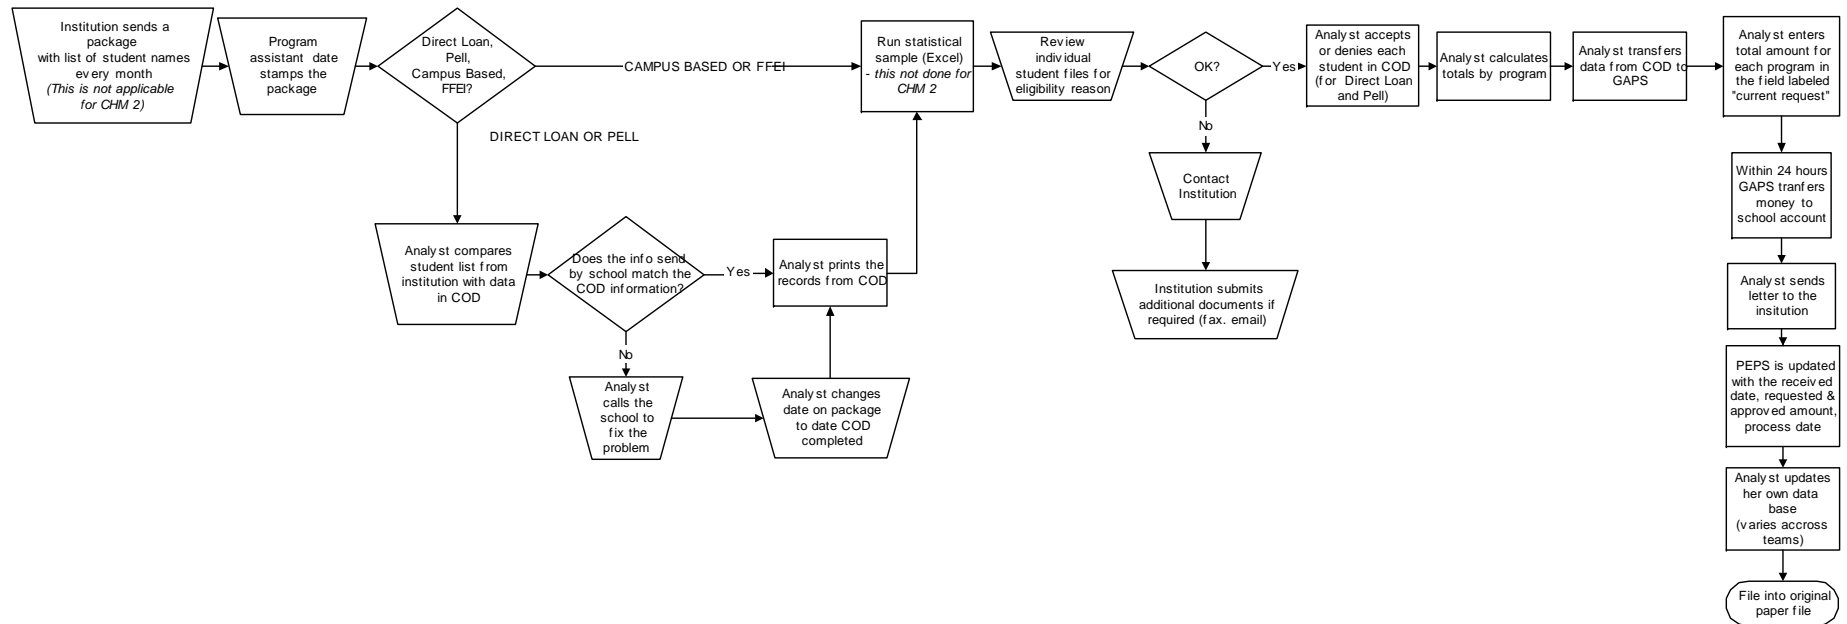 Institution sends a
package
with list of student names
every month
(This is not applicable
for CHM 2)
Program
assistant date
stamps the
package
Direct Loan,
Pell,
Campus Based,
FFEl?
CAMPUS BASED OR FFEl
DIRECT LOAN OR PELL
Run statistical
sample (Excel)
- this not done for
CHM 2
Review
individual
student files for
eligibility reason
OK?
Yes
No
Contact
Institution
Institution submits
additional documents if
required (fax. email)
Analyst accepts
or denies each
student in COD
(for Direct Loan
and Pell)
Analyst calculates
totals by program
Analyst transfers
data from COD to
GAPS
Analyst enters
total amount for
each program in
the field labeled
"current request"
Within 24 hours
GAPS tranfers
money to
school account
Analyst sends
letter to the
insitution
PEPS is updated
with the received
date, requested &
approved amount,
process date
Analyst updates
her own data
base
(varies accross
teams)
File into original
paper file
Analyst compares
student list from
institution with data
in COD
Does the info send
by school match the
COD information?
Yes
No
Analyst prints the
records from COD
Analyst
calls the
school to
fix the
problem
Analyst changes
date on package
to date COD
completed